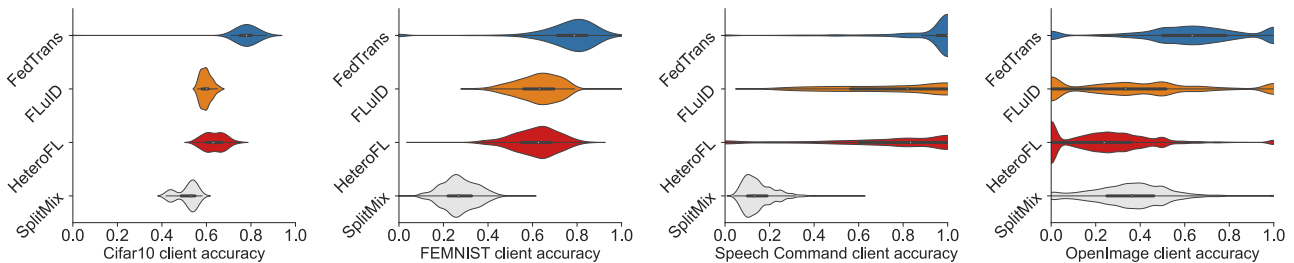 FedTrans
FLuID
HeteroFL
SplitMix
0.0 0.2 0.4 0.6 0.8 1.0
Cifar10 client accuracy
FedTrans
FLuID
HeteroFL
SplitMix
0.0 0.2 0.4 0.6 0.8 1.0
FEMNIST client accuracy
FedTrans
FLuID
HeteroFL
SplitMix
0.0 0.2 0.4 0.6 0.8 1.0
Speech Command client accuracy
FedTrans
FLuID
HeteroFL
SplitMix
0.0 0.2 0.4 0.6 0.8 1.0
OpenImage client accuracy